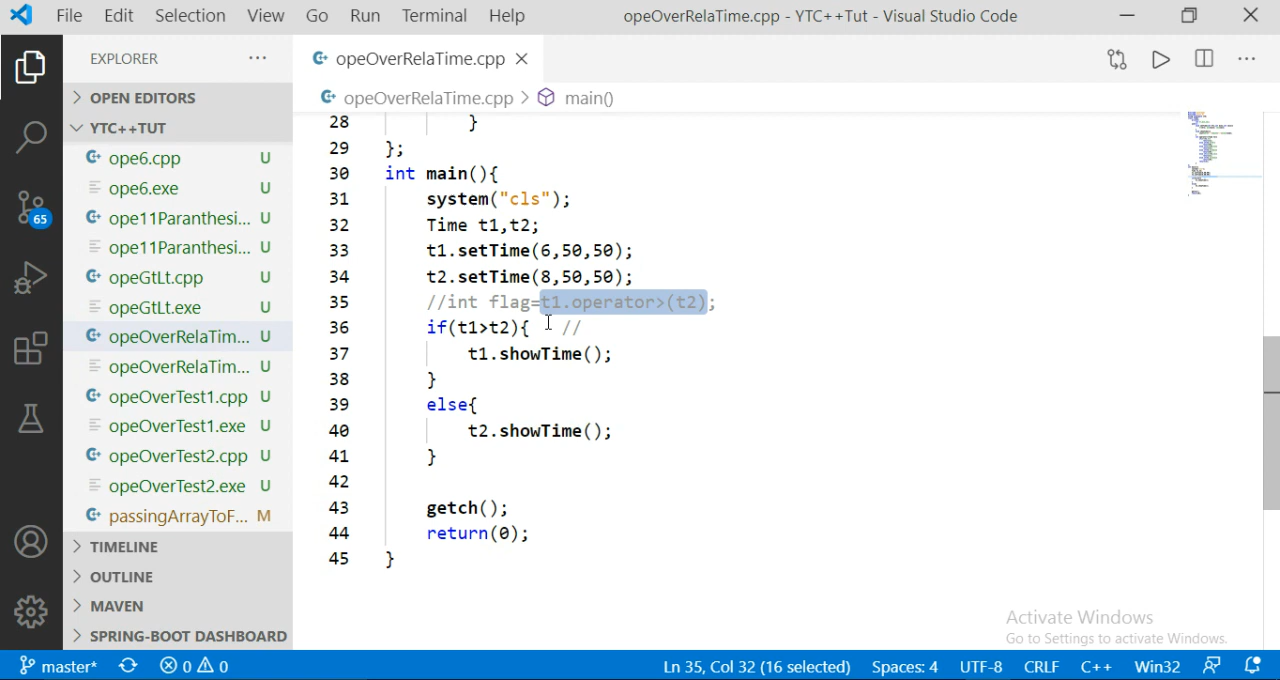 File Edit Selection View Go Run Terminal Help opeOverRelaTime.cpp - YTC++Tut - Visual Studio Code
EXPLORER ...
opeOverRelaTime.cpp
OPEN EDITORS
opeOverRelaTime.cpp > main()
YTC++TUT
ope6.cpp U
ope6.exe U
ope11Paranthesi... U
ope11Paranthesi... U
opeGtLt.cpp U
opeGtLt.exe U
opeOverRelaTim... U
opeOverRelaTim... U
opeOverTest1.cpp U
opeOverTest1.exe U
opeOverTest2.cpp U
opeOverTest2.exe U
passingArrayToF... M
TIMELINE
OUTLINE
MAVEN
SPRING-BOOT DASHBOARD
65
28 }
29 };
30 int main(){
31 system("cls");
32 Time t1,t2;
33 t1.setTime(6,50,50);
34 t2.setTime(8,50,50);
35 //int flag=t1.operator>(t2);
36 if(t1>t2){ //
37 t1.showTime();
38 }
39 else{
40 t2.showTime();
41 }
42
43 getch();
44 return(0);
45 }
Activate Windows
Go to Settings to activate Windows.
master* 0 0 Ln 35, Col 32 (16 selected) Spaces: 4 UTF-8 CRLF C++ Win32